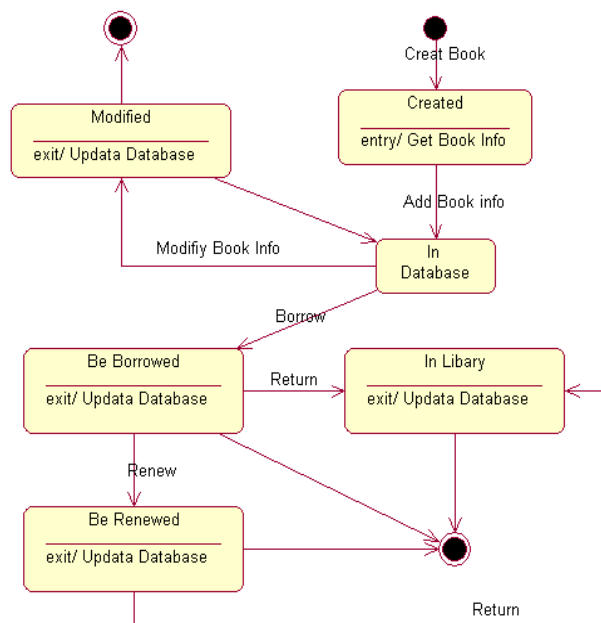 Creat Book
Modified
exit/ Updata Database
Created
entry/ Get Book Info
Add Book info
Modifiy Book Info
In
Database
Borrow
Be Borrowed
exit/ Updata Database
Return
In Libary
exit/ Updata Database
Renew
Be Renewed
exit/ Updata Database
Return